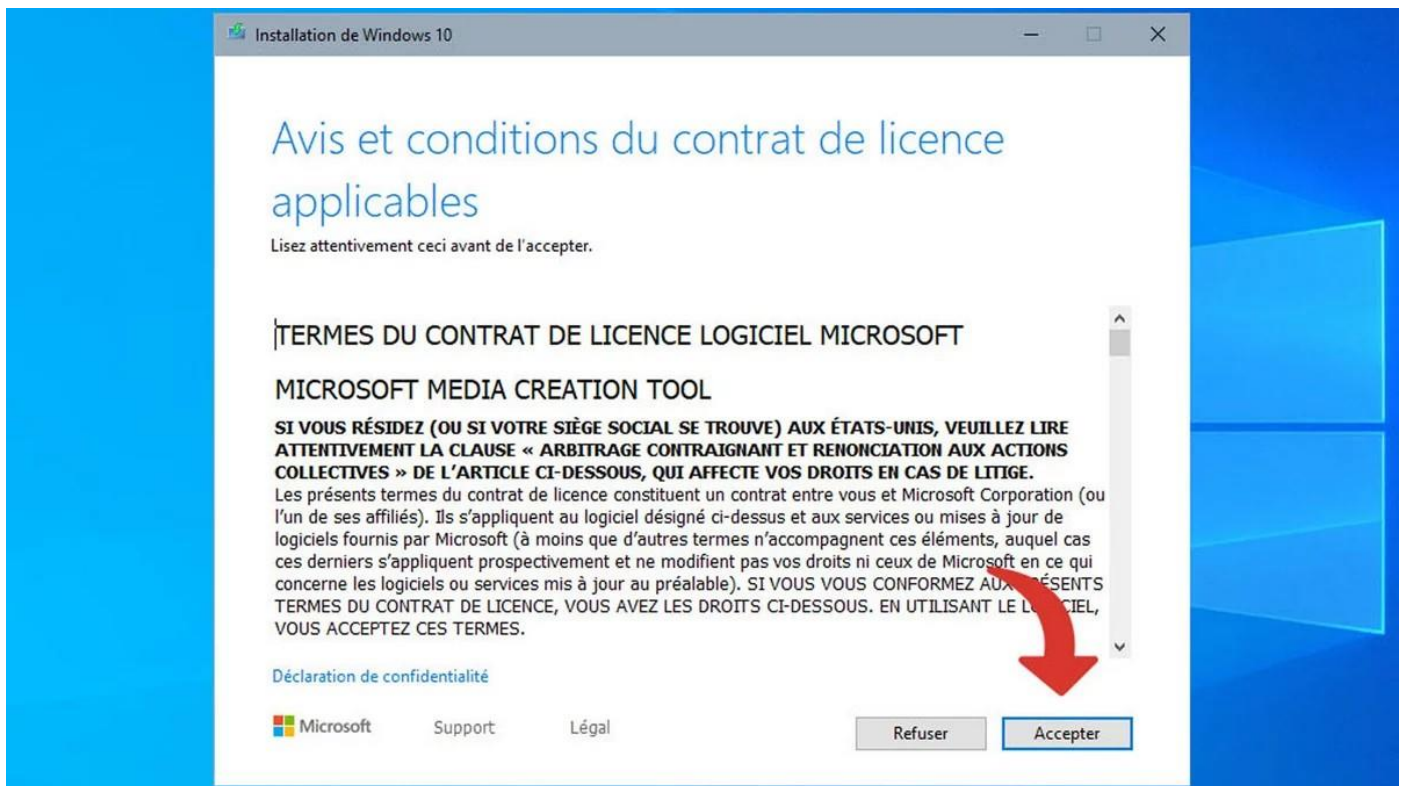 Installation de Windows 10
Avis et conditions du contrat de licence
applicables
Lisez attentivement ceci avant de l'accepter.
TERMES DU CONTRAT DE LICENCE LOGICIEL MICROSOFT
MICROSOFT MEDIA CREATION TOOL
SI VOUS RÉSIDEZ (OU SI VOTRE SIÈGE SOCIAL SE TROUVE) AUX ÉTATS-UNIS, VEUILLEZ LIRE
ATTENTIVEMENT LA CLAUSE « ARBITRAGE CONTRAIGNANT ET RENONCIATION AUX ACTIONS
COLLECTIVES » DE L'ARTICLE CI-DESSOUS, QUI AFFECTE VOS DROITS EN CAS DE LITIGE.
Les présents termes du contrat de licence constituent un contrat entre vous et Microsoft Corporation (ou
l'un de ses affiliés). Ils s'appliquent au logiciel désigné ci-dessus et aux services ou mises à jour de
logiciels fournis par Microsoft (à moins que d'autres termes n'accompagnent ces éléments, auquel cas
ces derniers s'appliquent prospectivement et ne modifient pas vos droits ni ceux de Microsoft en ce qui
concerne les logiciels ou services mis à jour au préalable). SI VOUS VOUS CONFORMEZ AUX PRÉSENTS
TERMES DU CONTRAT DE LICENCE, VOUS AVEZ LES DROITS CI-DESSOUS. EN UTILISANT LE LOGICIEL,
VOUS ACCEPTEZ CES TERMES.
Déclaration de confidentialité
Microsoft Support Légal Refuser Accepter